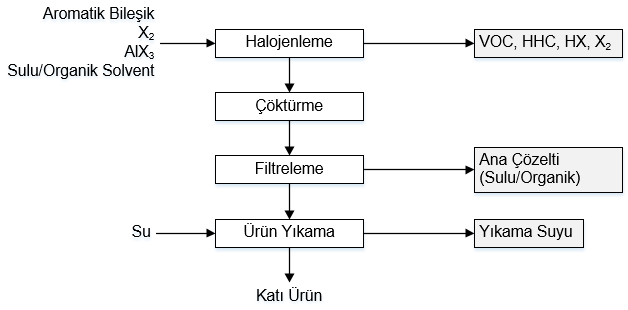 Aromatik Bileşik
X₂
AlX₃
Sulu/Organik Solvent
Halojenleme
VOC, HHC, HX, X₂
Çöktürme
Filtreleme
Ana Çözelti
(Sulu/Organik)
Su
Ürün Yıkama
Yıkama Suyu
Katı Ürün